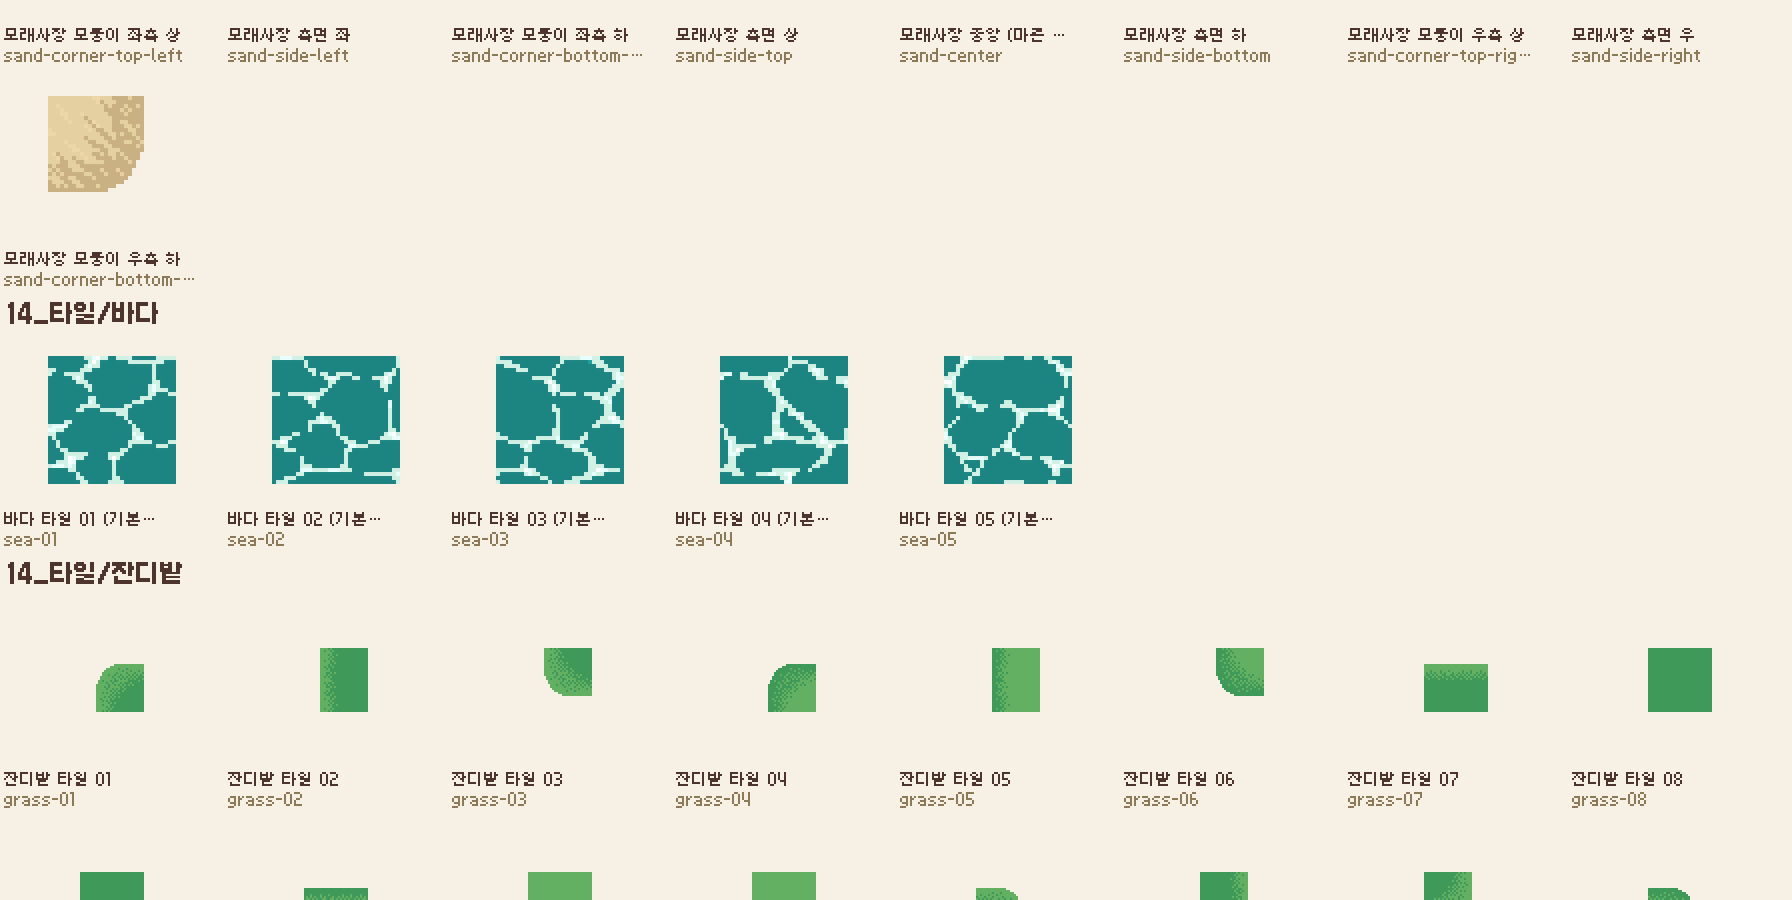 모래사장 모퉁이 좌측 상
sand-corner-top-left
모래사장 측면 좌
sand-side-left
모래사장 모퉁이 좌측 하
sand-corner-bottom-…
모래사장 측면 상
sand-side-top
모래사장 중앙 (마른 …
sand-center
모래사장 측면 하
sand-side-bottom
모래사장 모퉁이 우측 상
sand-corner-top-rig…
모래사장 측면 우
sand-side-right
모래사장 모퉁이 우측 하
sand-corner-bottom-…
14_타일/바다
바다 타일 01 (기본…
sea-01
바다 타일 02 (기본…
sea-02
바다 타일 03 (기본…
sea-03
바다 타일 04 (기본…
sea-04
바다 타일 05 (기본…
sea-05
14_타일/잔디밭
잔디밭 타일 01
grass-01
잔디밭 타일 02
grass-02
잔디밭 타일 03
grass-03
잔디밭 타일 04
grass-04
잔디밭 타일 05
grass-05
잔디밭 타일 06
grass-06
잔디밭 타일 07
grass-07
잔디밭 타일 08
grass-08